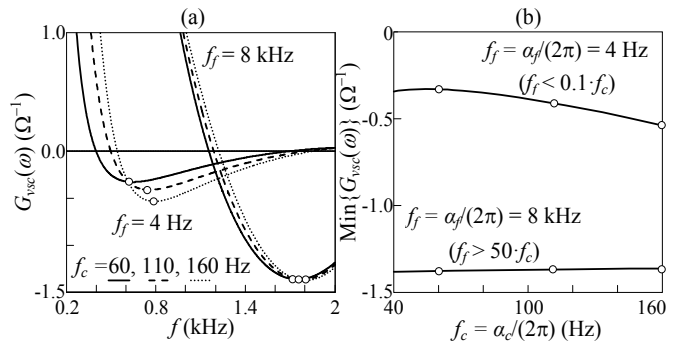 (a)
(b)
1.0
0.0
-1.5
G_vsc(ω) (Ω⁻¹)
f_f = 8 kHz
f_f = 4 Hz
f_c = 60, 110, 160 Hz
0.2 0.8 1.4 2
f (kHz)
0.0
-0.5
-1.0
-1.5
Min{G_vsc(ω)} (Ω⁻¹)
f_f = α_f/(2π) = 4 Hz
(f_f < 0.1·f_c)
f_f = α_f/(2π) = 8 kHz
(f_f > 50·f_c)
40 100 160
f_c = α_c/(2π) (Hz)